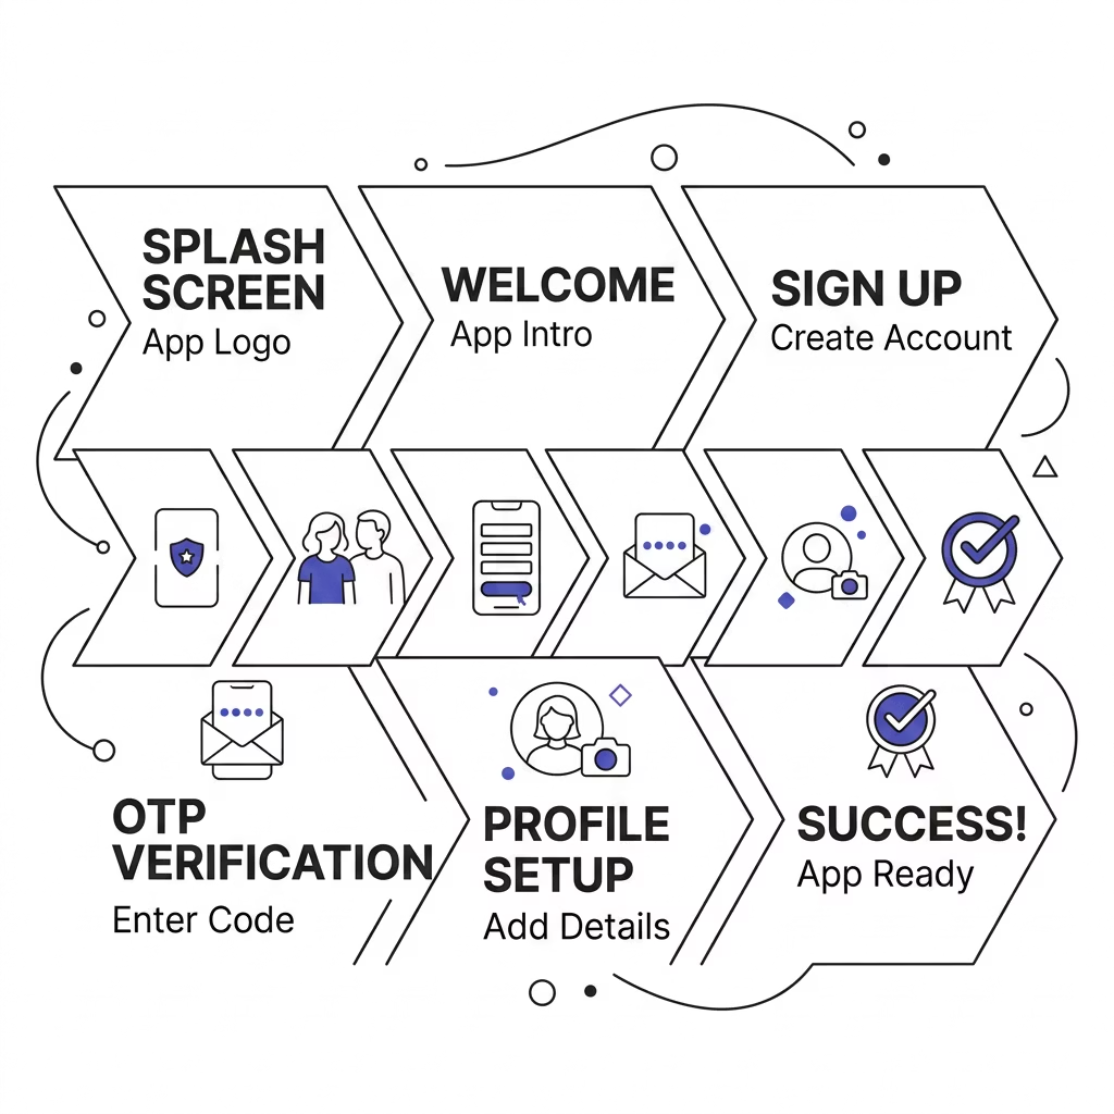 SPLASH
SCREEN
App Logo
WELCOME
App Intro
SIGN UP
Create Account
OTP
VERIFICATION
Enter Code
PROFILE
SETUP
Add Details
SUCCESS!
App Ready